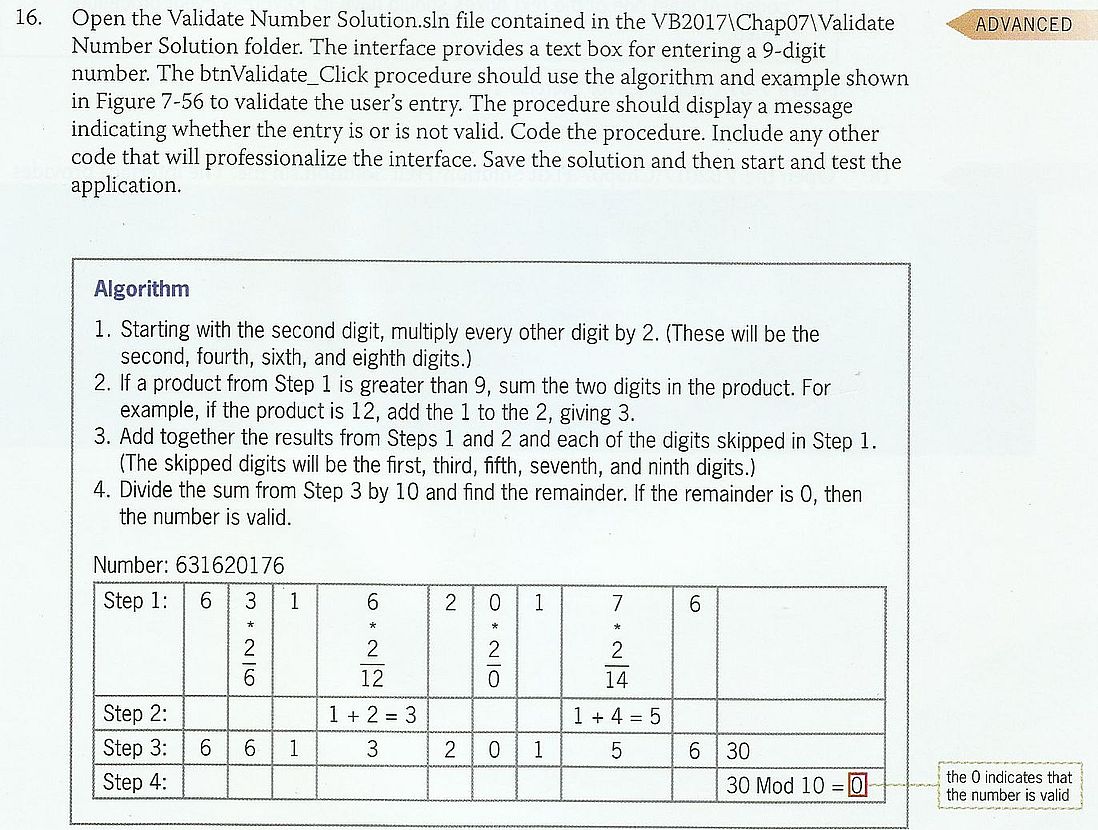 16. Open the Validate Number Solution.sln file contained in the VB2017\Chap07\Validate
ADVANCED
Number Solution folder. The interface provides a text box for entering a 9-digit
number. The btnValidate_Click procedure should use the algorithm and example shown
in Figure 7-56 to validate the user's entry. The procedure should display a message
indicating whether the entry is or is not valid. Code the procedure. Include any other
code that will professionalize the interface. Save the solution and then start and test the
application.
Algorithm
1. Starting with the second digit, multiply every other digit by 2. (These will be the
second, fourth, sixth, and eighth digits.)
2. If a product from Step 1 is greater than 9, sum the two digits in the product. For
example, if the product is 12, add the 1 to the 2, giving 3.
3. Add together the results from Steps 1 and 2 and each of the digits skipped in Step 1.
(The skipped digits will be the first, third, fifth, seventh, and ninth digits.)
4. Divide the sum from Step 3 by 10 and find the remainder. If the remainder is 0, then
the number is valid.
Number: 631620176
Step 1: 6 3 1 6 2 0 1 7 6
* * * *
2 2 2 2
6 12 0 14
Step 2: 1 + 2 = 3 1 + 4 = 5
Step 3: 6 6 1 3 2 0 1 5 6 30
Step 4: 30 Mod 10 = 0
the 0 indicates that
the number is valid